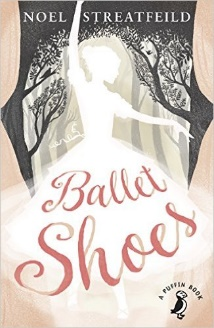 NOEL STREATFEILD
Ballet
Shoes
A PUFFIN BOOK